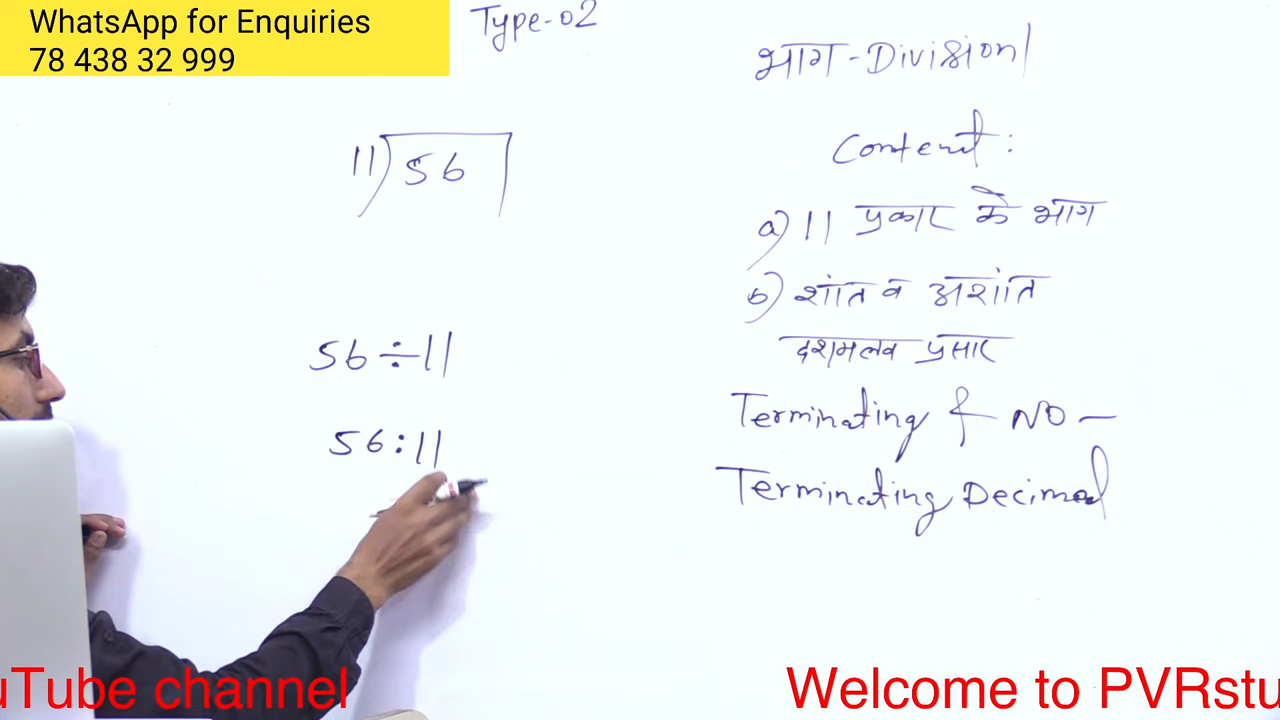 WhatsApp for Enquiries
78 438 32 999
Type-02
11)56
56÷11
56:11
भाग-Division
Content:
a) 11 प्रकार के भाग
b) शांत व अशांत
दशमलव प्रसार
Terminating & NO-
Terminating Decimal
uTube channel
Welcome to PVRstu